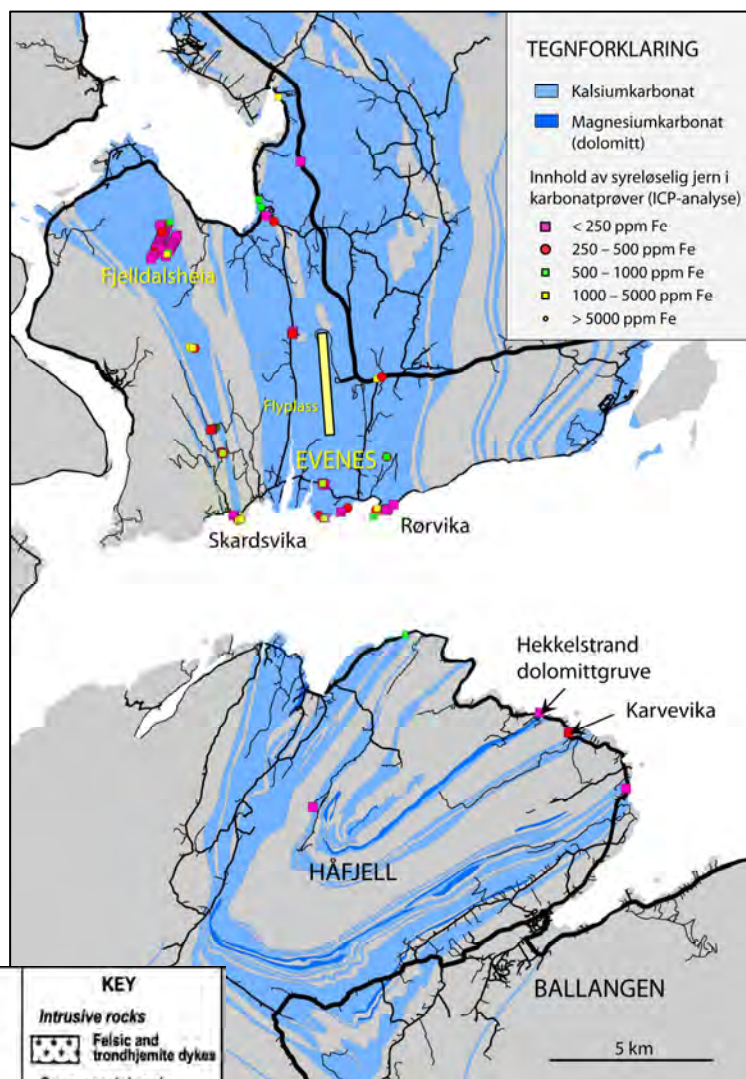 TEGNFORKLARING
Kalsiumkarbonat
Magnesiumkarbonat
(dolomitt)
Innhold av syreløselig jern i
karbonatprøver (ICP-analyse)
< 250 ppm Fe
250 – 500 ppm Fe
500 – 1000 ppm Fe
1000 – 5000 ppm Fe
> 5000 ppm Fe
Fjelldalsheia
Flyplass
EVENES
Skardsvika
Rørvika
Hekkelstrand
dolomittgruve
Karvevika
HÅFJELL
BALLANGEN
5 km
KEY
Intrusive rocks
Felsic and
trondhjemite dykes